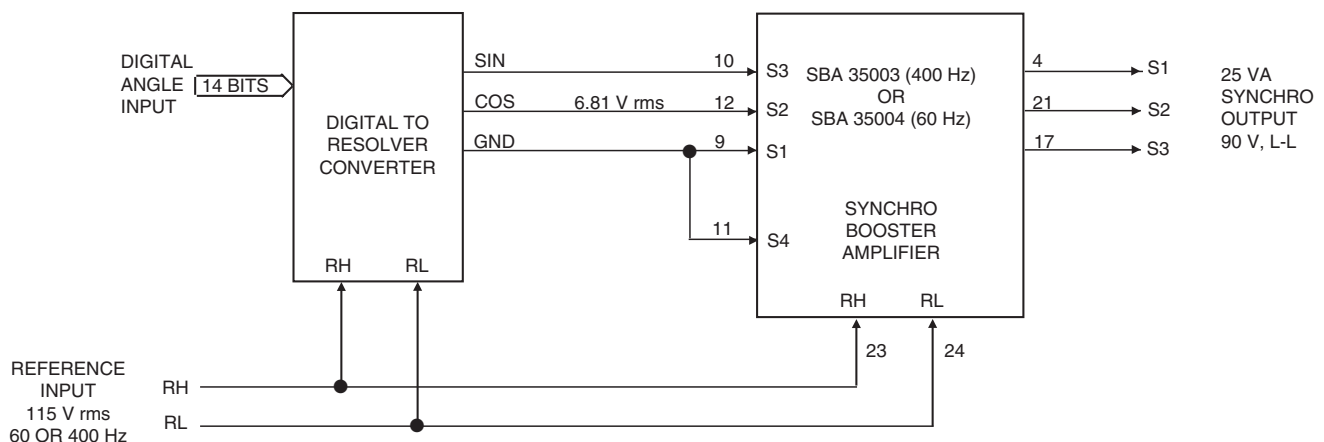 DIGITAL
ANGLE
INPUT
14 BITS
DIGITAL TO
RESOLVER
CONVERTER
RH RL
SIN
COS
GND
6.81 V rms
10
12
9
11
S3
S2
S1
S4
SBA 35003 (400 Hz)
OR
SBA 35004 (60 Hz)
SYNCHRO
BOOSTER
AMPLIFIER
RH RL
23 24
4
21
17
S1
S2
S3
25 VA
SYNCHRO
OUTPUT
90 V, L-L
REFERENCE
INPUT
115 V rms
60 OR 400 Hz
RH
RL